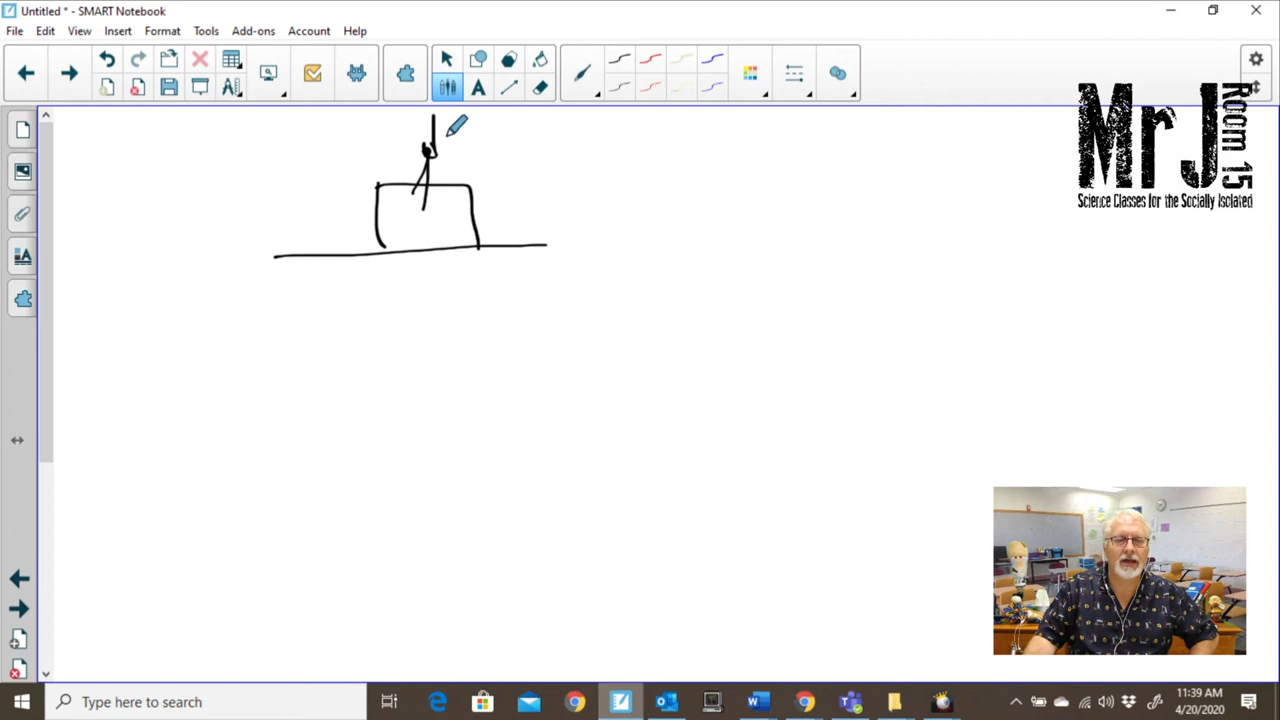 Untitled * - SMART Notebook
File Edit View Insert Format Tools Add-ons Account Help
A
A
Mr J
Room 15
Science Classes for the Socially Isolated
Type here to search
11:39 AM
4/20/2020